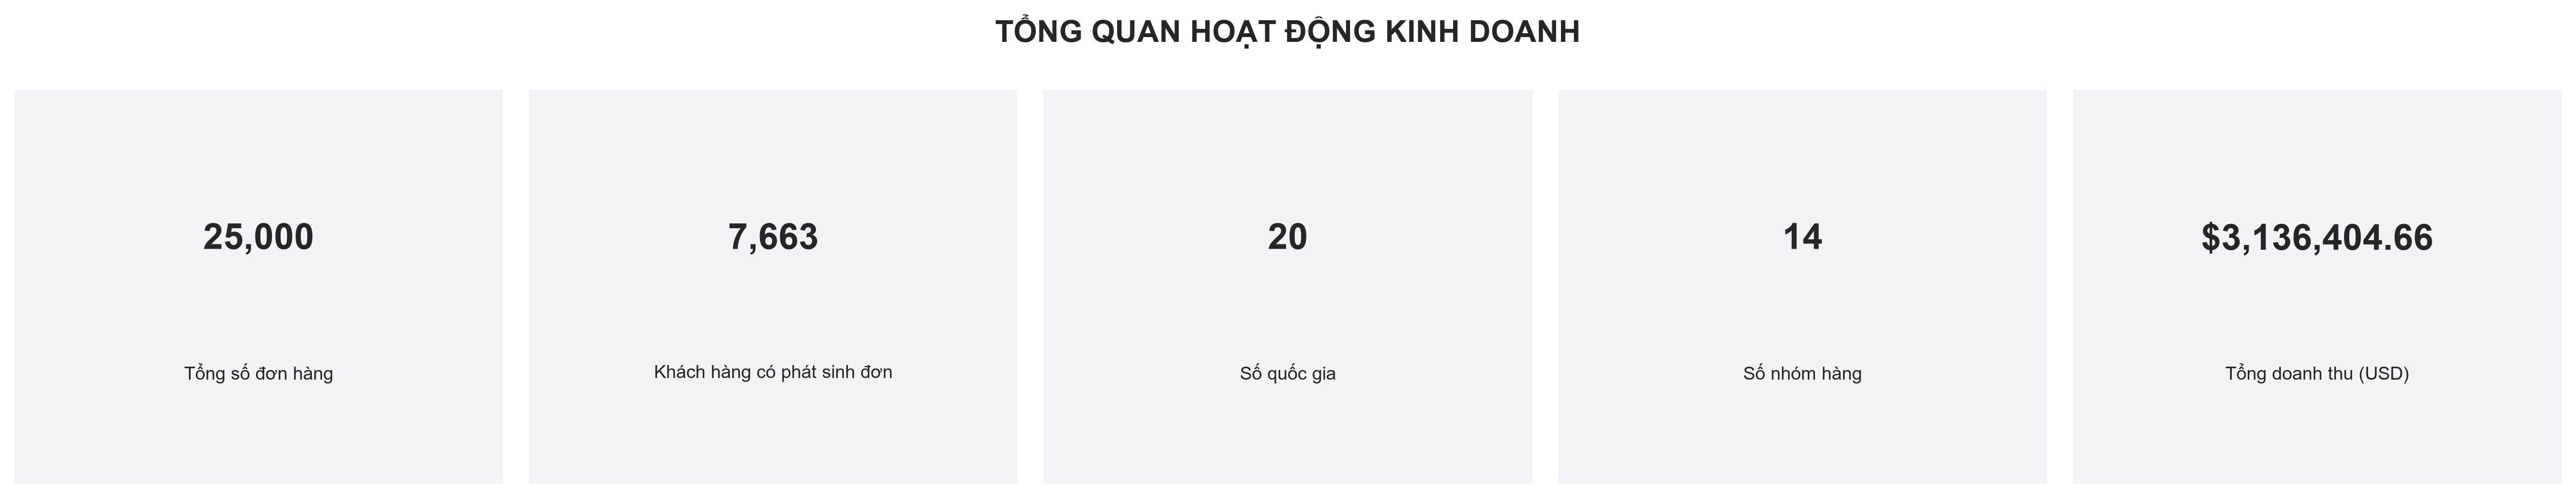 TỔNG QUAN HOẠT ĐỘNG KINH DOANH
25,000
Tổng số đơn hàng
7,663
Khách hàng có phát sinh đơn
20
Số quốc gia
14
Số nhóm hàng
$3,136,404.66
Tổng doanh thu (USD)